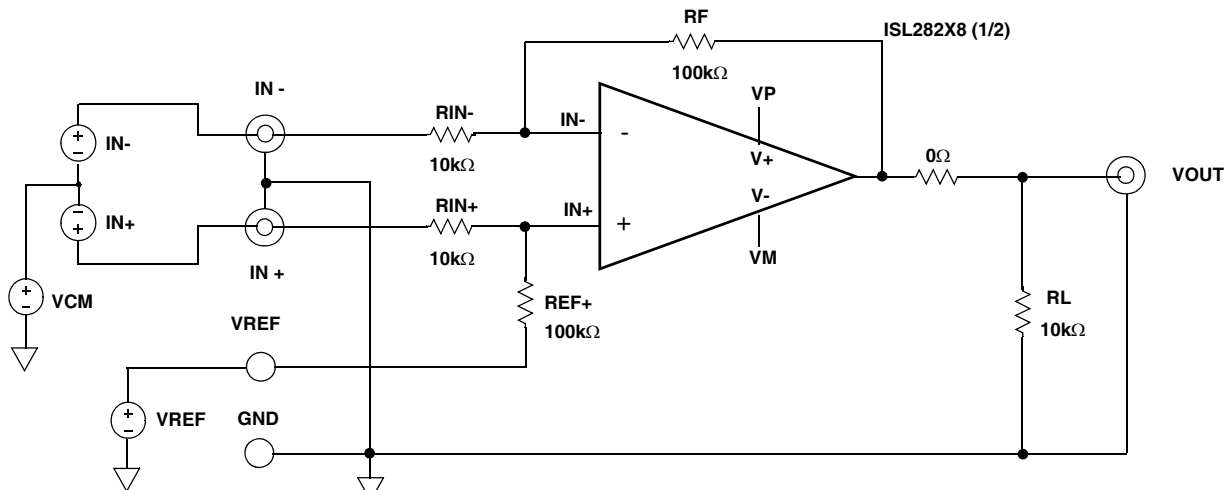 RF
ISL282X8 (1/2)
100kΩ
IN -
VP
IN-
RIN-
IN-
-
V+
0Ω
10kΩ
VOUT
IN+
RIN+
IN+
+
V-
10kΩ
VM
IN +
VCM
REF+
100kΩ
RL
10kΩ
VREF
VREF
GND